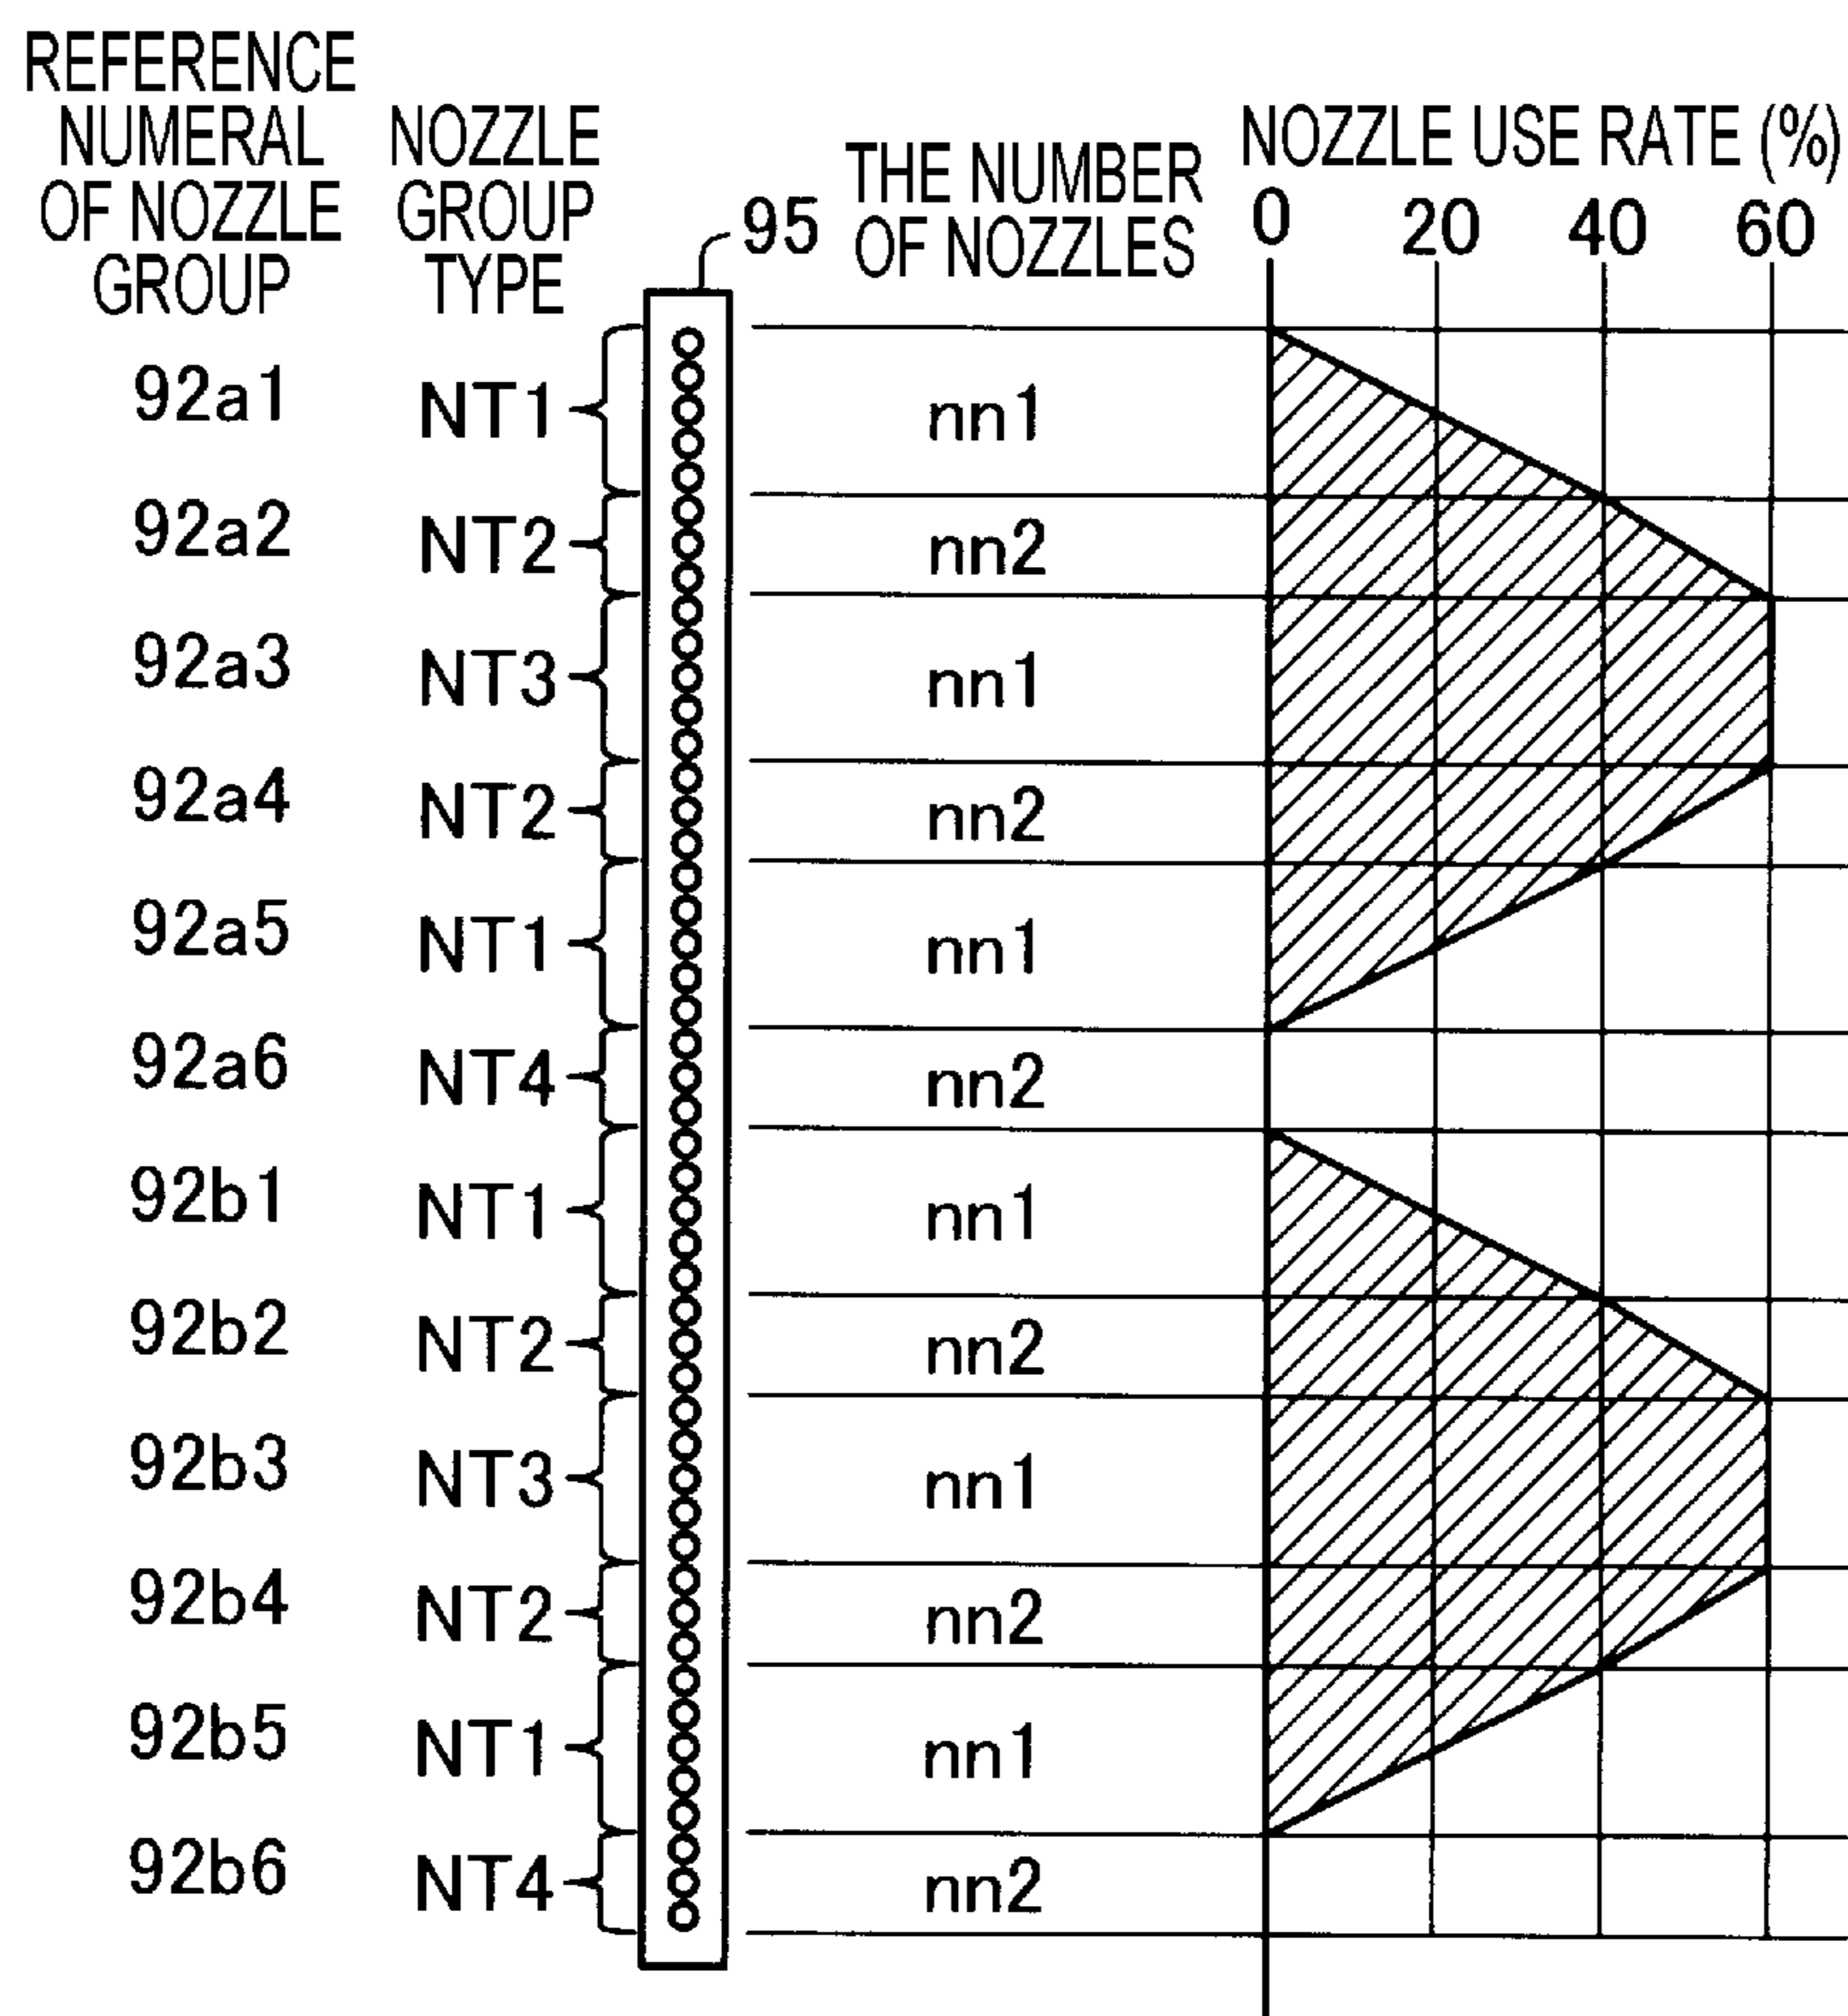 REFERENCE
NUMERAL
OF NOZZLE
GROUP
NOZZLE
GROUP
TYPE
95
THE NUMBER
OF NOZZLES
NOZZLE USE RATE (%)
0 20 40 60
92a1 NT1 nn1
92a2 NT2 nn2
92a3 NT3 nn1
92a4 NT2 nn2
92a5 NT1 nn1
92a6 NT4 nn2
92b1 NT1 nn1
92b2 NT2 nn2
92b3 NT3 nn1
92b4 NT2 nn2
92b5 NT1 nn1
92b6 NT4 nn2